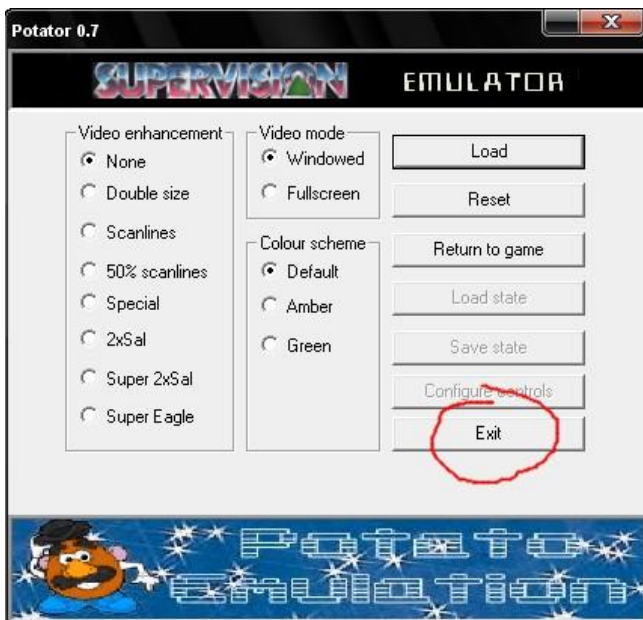 Potator 0.7
SUPERVISION EMULATOR
Video enhancement
None
Double size
Scanlines
50% scanlines
Special
2xSal
Super 2xSal
Super Eagle
Video mode
Windowed
Fullscreen
Colour scheme
Default
Amber
Green
Load
Reset
Return to game
Load state
Save state
Configure controls
Exit
Potato
Emulation